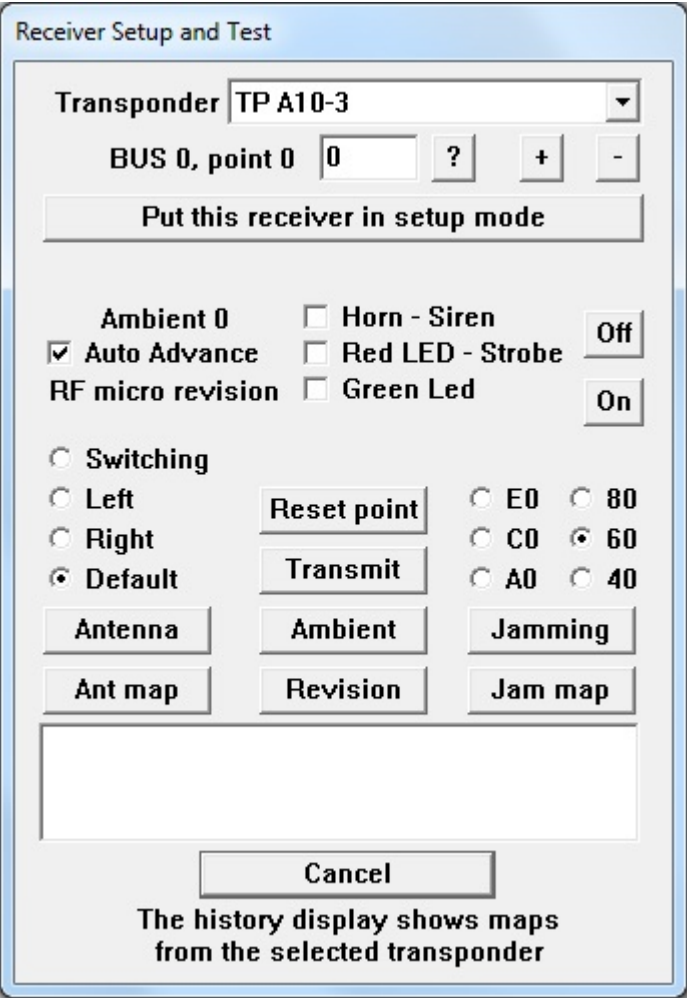 Receiver Setup and Test
Transponder TP A10-3
BUS 0, point 0 0 ? + -
Put this receiver in setup mode
Ambient 0 Horn - Siren Off
Auto Advance Red LED - Strobe
RF micro revision Green Led On
Switching
Left Reset point E0 80
Right C0 60
Default Transmit A0 40
Antenna Ambient Jamming
Ant map Revision Jam map
Cancel
The history display shows maps
from the selected transponder